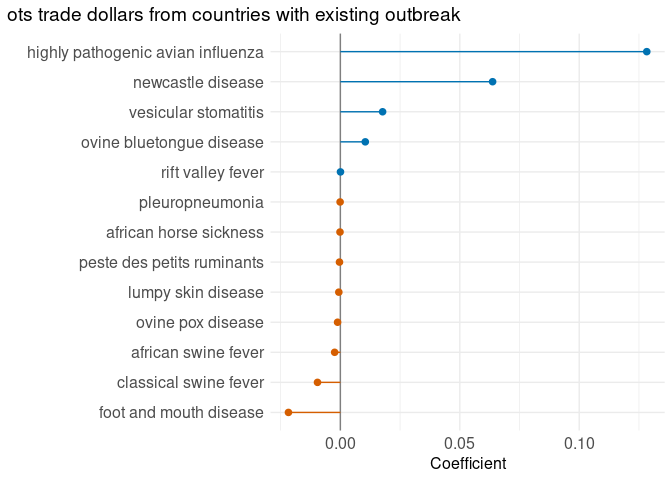 ots trade dollars from countries with existing outbreak
highly pathogenic avian influenza
newcastle disease
vesicular stomatitis
ovine bluetongue disease
rift valley fever
pleuropneumonia
african horse sickness
peste des petits ruminants
lumpy skin disease
ovine pox disease
african swine fever
classical swine fever
foot and mouth disease
0.00 0.05 0.10
Coefficient